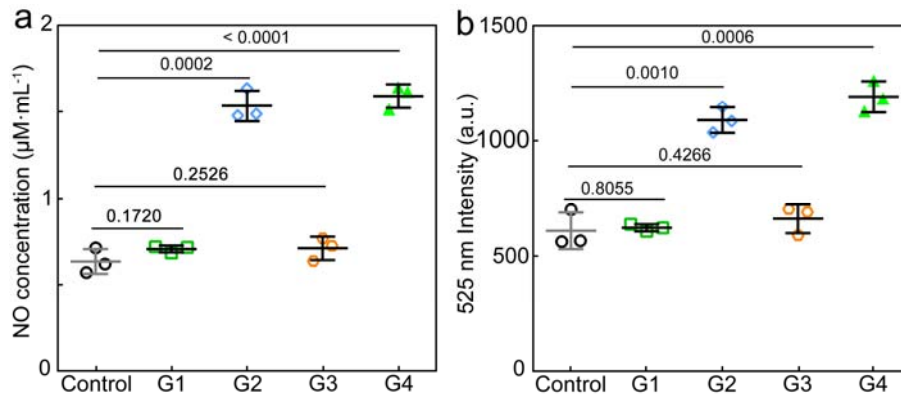 a
NO concentration (µM·mL⁻¹)
2
1
0
< 0.0001
0.0002
0.2526
0.1720
Control G1 G2 G3 G4
b
525 nm Intensity (a.u.)
1500
1000
500
0
0.0006
0.0010
0.4266
0.8055
Control G1 G2 G3 G4